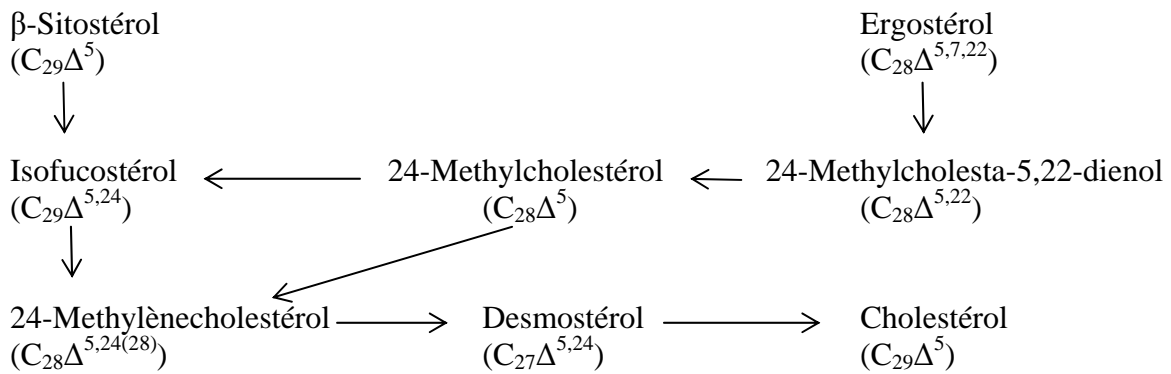 β-Sitostérol Ergostérol
(C₂₉Δ⁵) (C₂₈Δ⁵,⁷,²²)
Isofucostérol 24-Methylcholestérol 24-Methylcholesta-5,22-dienol
(C₂₉Δ⁵,²⁴) (C₂₈Δ⁵) (C₂₈Δ⁵,²²)
24-Methylènecholestérol Desmostérol Cholestérol
(C₂₈Δ⁵,²⁴⁽²⁸⁾) (C₂₇Δ⁵,²⁴) (C₂₉Δ⁵)